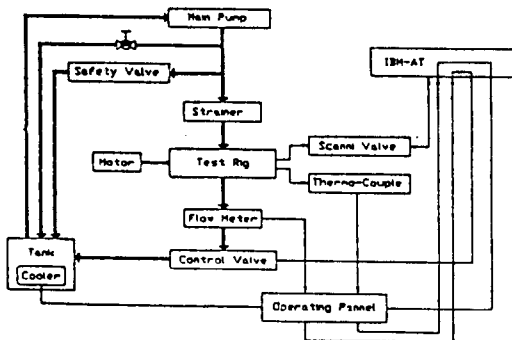 Main Pump
IBM-AT
Safety Valve
Strainer
Scanni Valve
Motor
Test Rig
Thermo-Couple
Flow Meter
Tank
Control Valve
Cooler
Operating Pannel